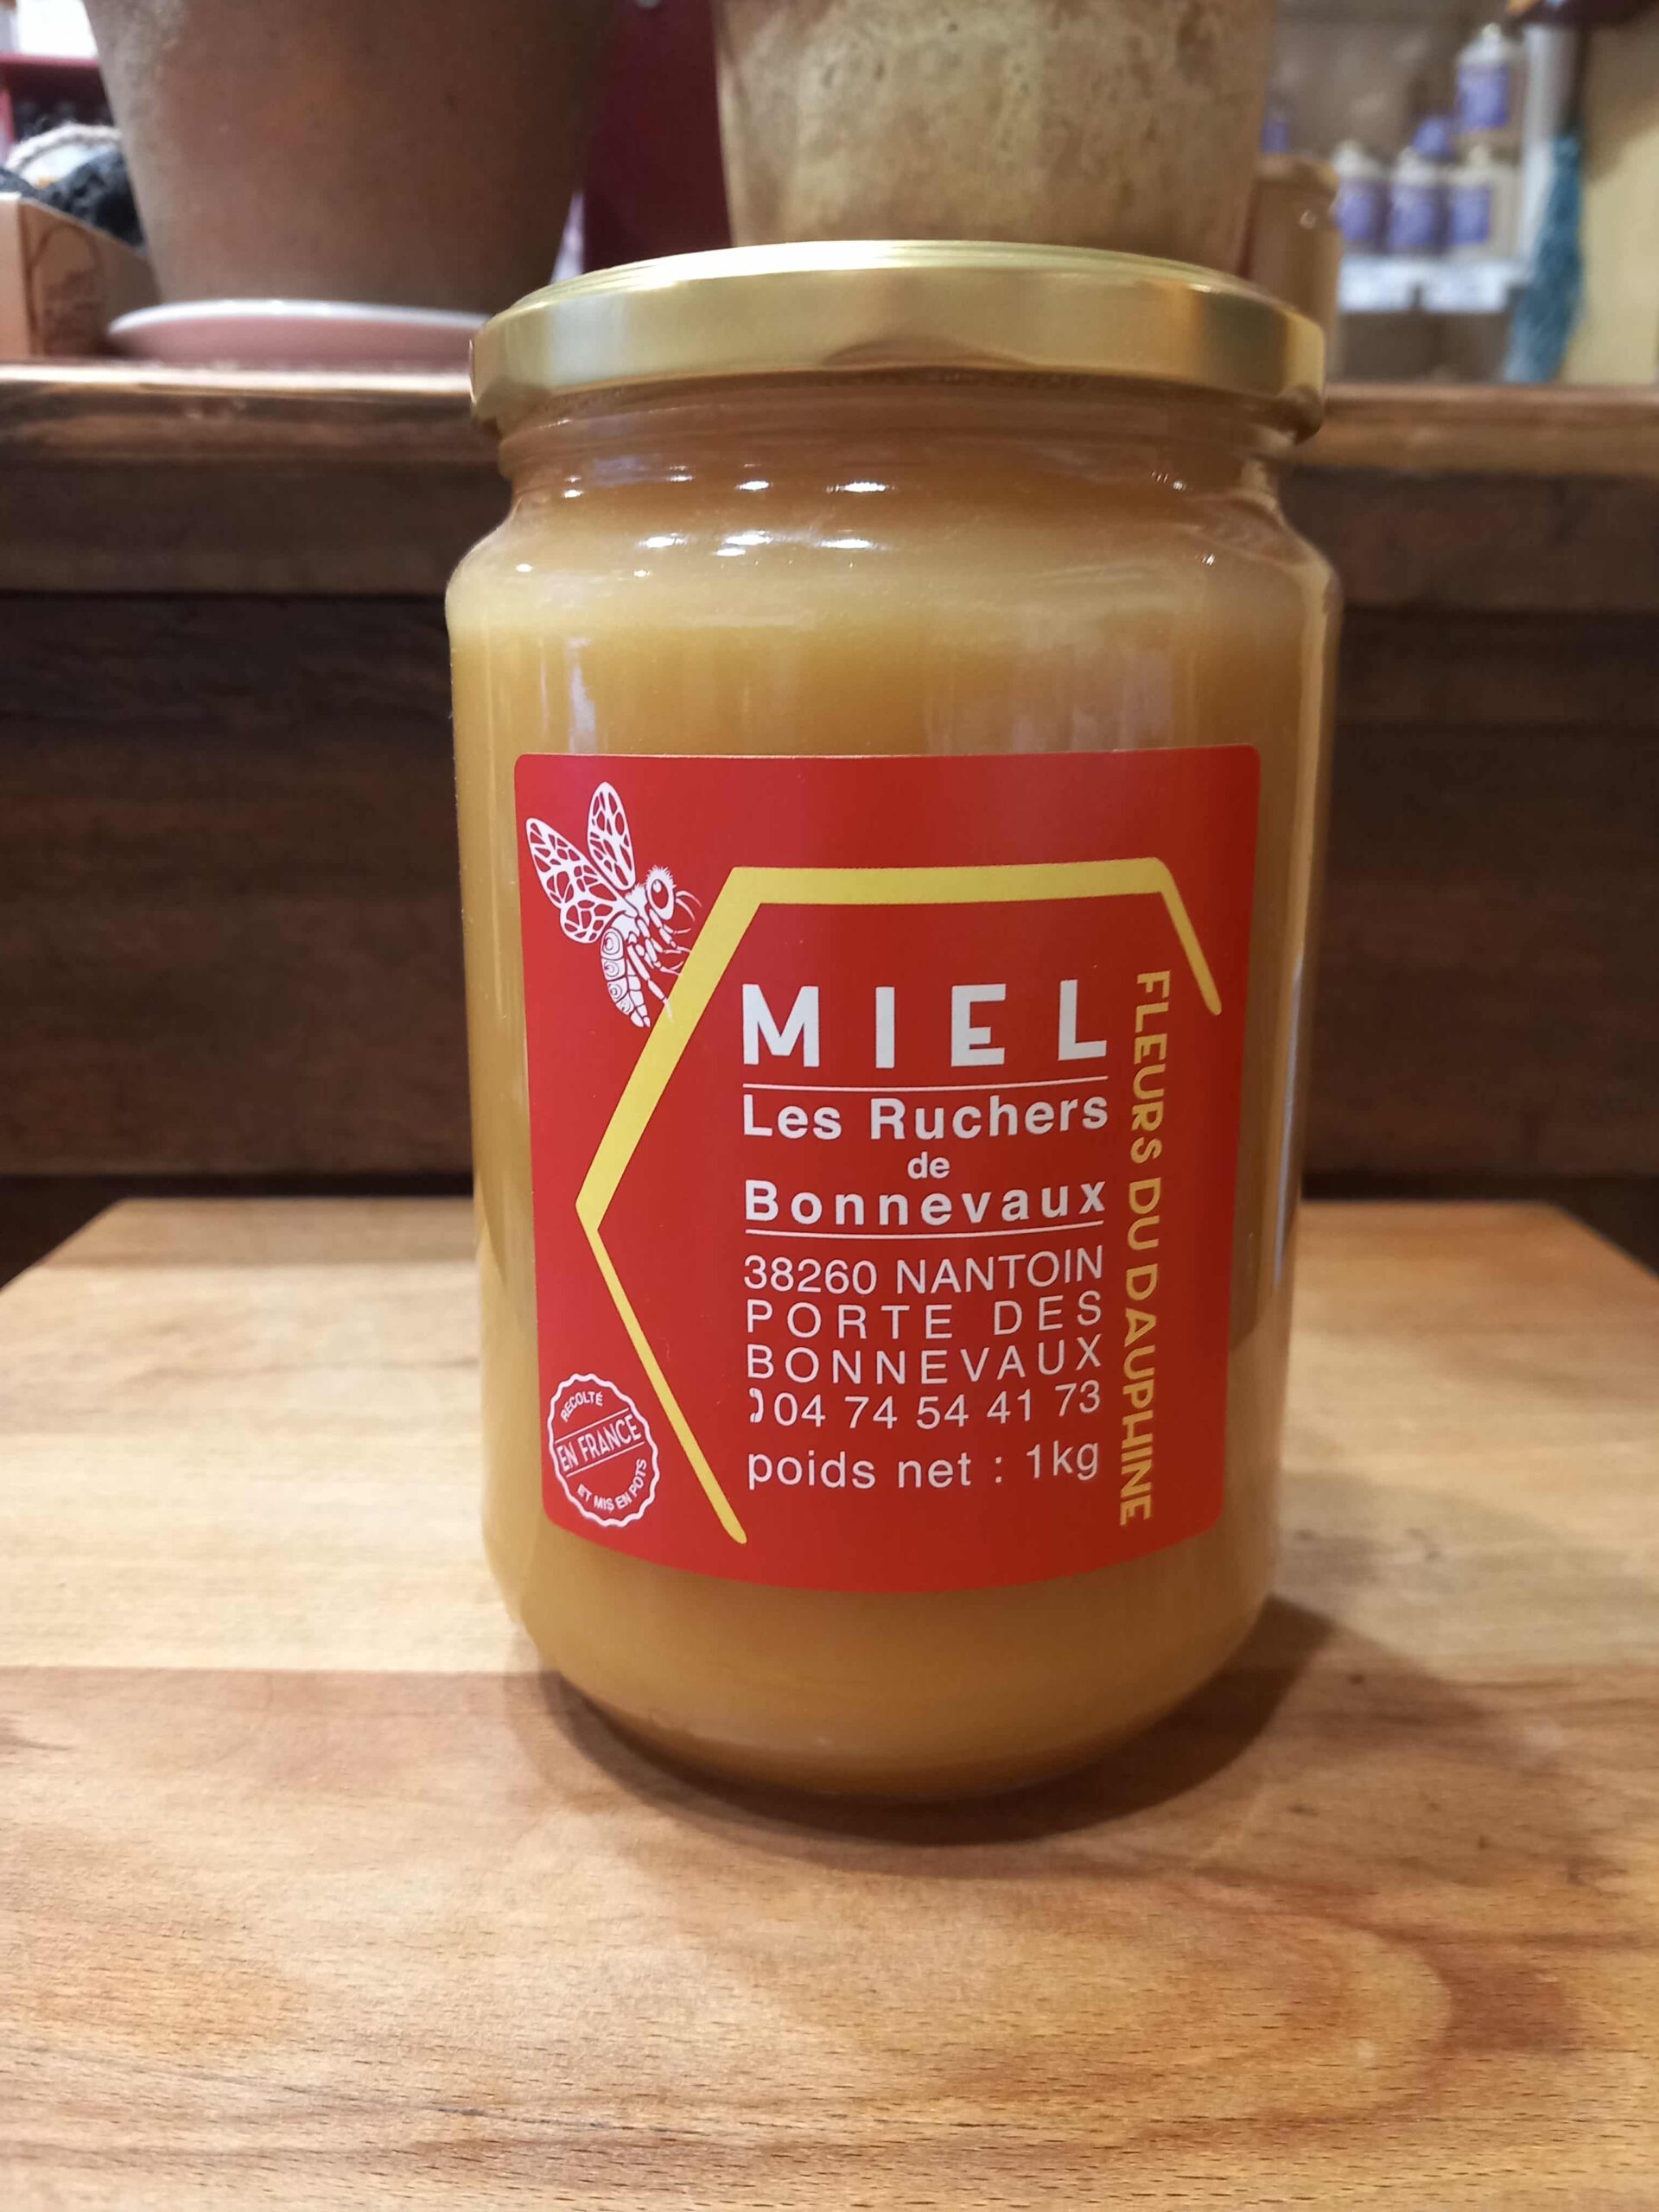 MIEL
Les Ruchers
de
Bonnevaux
38260 NANTOIN
PORTE DES
BONNEVAUX
04 74 54 41 73
poids net : 1kg
FLEURS DU DAUPHINE
RÉCOLTÉ
EN FRANCE
ET MIS EN POTS